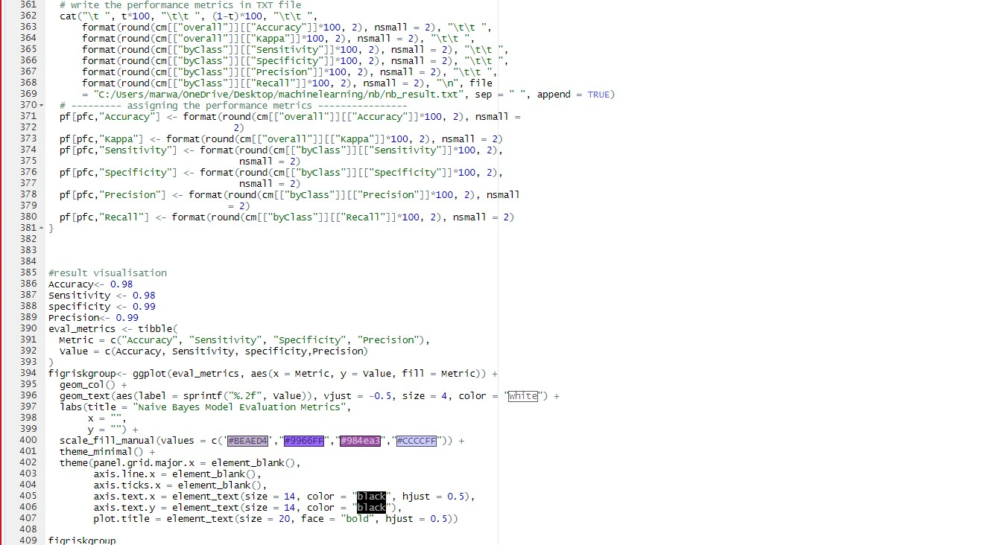 361 # write the performance metrics in TXT file
362 cat("\t ", t*100, "\t\t ", (1-t)*100, "\t\t ",
363 format(round(cm[["overall"]][["Accuracy"]]*100, 2), nsmall = 2), "\t\t ",
364 format(round(cm[["overall"]][["Kappa"]]*100, 2), nsmall = 2), "\t\t ",
365 format(round(cm[["byClass"]][["Sensitivity"]]*100, 2), nsmall = 2), "\t\t ",
366 format(round(cm[["byClass"]][["Specificity"]]*100, 2), nsmall = 2), "\t\t ",
367 format(round(cm[["byClass"]][["Precision"]]*100, 2), nsmall = 2), "\t\t ",
368 format(round(cm[["byClass"]][["Recall"]]*100, 2), nsmall = 2), "\n", file
369 = "C:/Users/marwa/OneDrive/Desktop/machinelearning/nb/nb_result.txt", sep = " ", append = TRUE)
370 # --------- assigning the performance metrics ----------------
371 pf[pfc,"Accuracy"] <- format(round(cm[["overall"]][["Accuracy"]]*100, 2), nsmall =
372 2)
373 pf[pfc,"Kappa"] <- format(round(cm[["overall"]][["Kappa"]]*100, 2), nsmall = 2)
374 pf[pfc,"Sensitivity"] <- format(round(cm[["byClass"]][["Sensitivity"]]*100, 2),
375 nsmall = 2)
376 pf[pfc,"Specificity"] <- format(round(cm[["byClass"]][["Specificity"]]*100, 2),
377 nsmall = 2)
378 pf[pfc,"Precision"] <- format(round(cm[["byClass"]][["Precision"]]*100, 2), nsmall
379 = 2)
380 pf[pfc,"Recall"] <- format(round(cm[["byClass"]][["Recall"]]*100, 2), nsmall = 2)
381 }
382
383
384
385 #result visualisation
386 Accuracy<- 0.98
387 Sensitivity <- 0.98
388 specificity <- 0.99
389 Precision<- 0.99
390 eval_metrics <- tibble(
391 Metric = c("Accuracy", "Sensitivity", "Specificity", "Precision"),
392 Value = c(Accuracy, Sensitivity, specificity,Precision)
393 )
394 figriskgroup<- ggplot(eval_metrics, aes(x = Metric, y = Value, fill = Metric)) +
395 geom_col() +
396 geom_text(aes(label = sprintf("%.2f", Value)), vjust = -0.5, size = 4, color = "white") +
397 labs(title = "Naive Bayes Model Evaluation Metrics",
398 x = "",
399 y = "") +
400 scale_fill_manual(values = c('#BEAED4',"#9966FF","#984ea3","#CCCCFF")) +
401 theme_minimal() +
402 theme(panel.grid.major.x = element_blank(),
403 axis.line.x = element_blank(),
404 axis.ticks.x = element_blank(),
405 axis.text.x = element_text(size = 14, color = "black", hjust = 0.5),
406 axis.text.y = element_text(size = 14, color = "black"),
407 plot.title = element_text(size = 20, face = "bold", hjust = 0.5))
408
409 figriskgroup